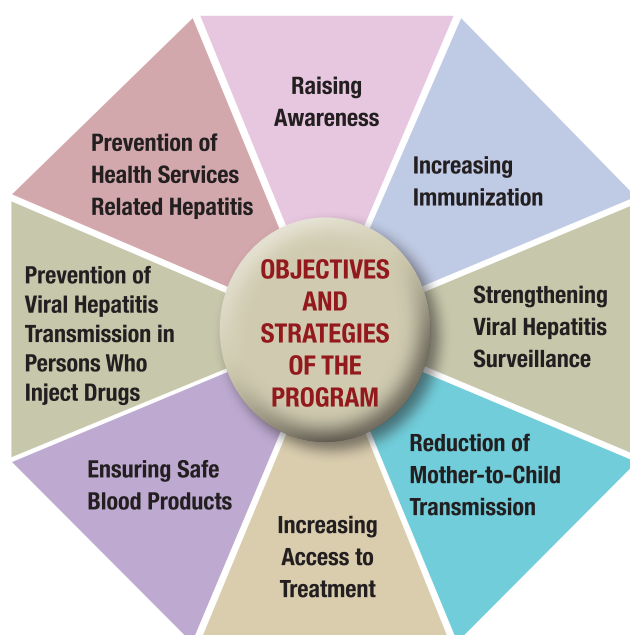 Raising
Awareness
Increasing
Immunization
Strengthening
Viral Hepatitis
Surveillance
Reduction of
Mother-to-Child
Transmission
Increasing
Access to
Treatment
Ensuring Safe
Blood Products
Prevention of
Viral Hepatitis
Transmission in
Persons Who
Inject Drugs
Prevention of
Health Services
Related Hepatitis
OBJECTIVES
AND
STRATEGIES
OF THE
PROGRAM